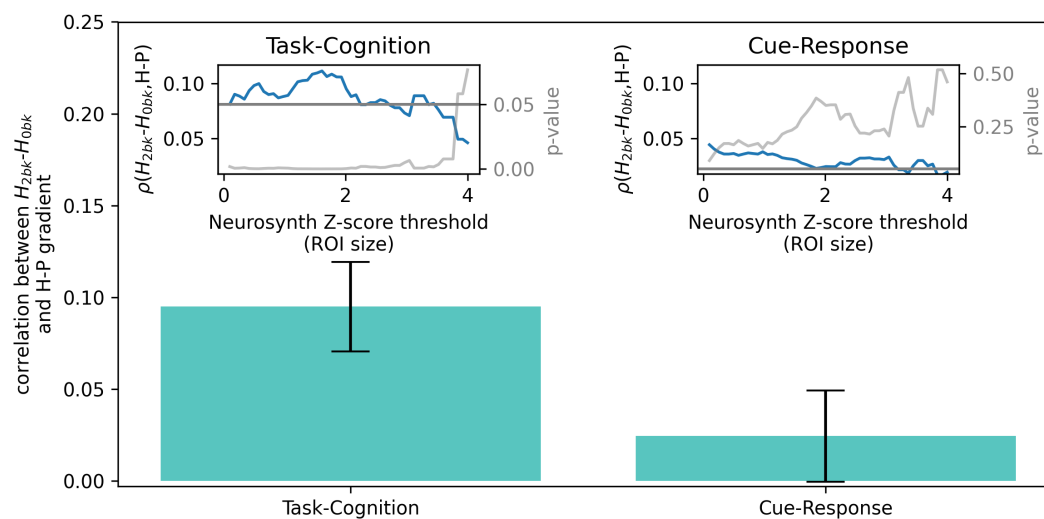 0.25
0.20
0.15
0.10
0.05
0.00
correlation between H2bk-H0bk
and H-P gradient
Task-Cognition
0.10
0.05
ρ(H2bk-H0bk,H-P)
0.05
0.00
p-value
0 2 4
Neurosynth Z-score threshold
(ROI size)
Cue-Response
0.10
0.05
ρ(H2bk-H0bk,H-P)
0.50
0.25
p-value
0 2 4
Neurosynth Z-score threshold
(ROI size)
Task-Cognition Cue-Response